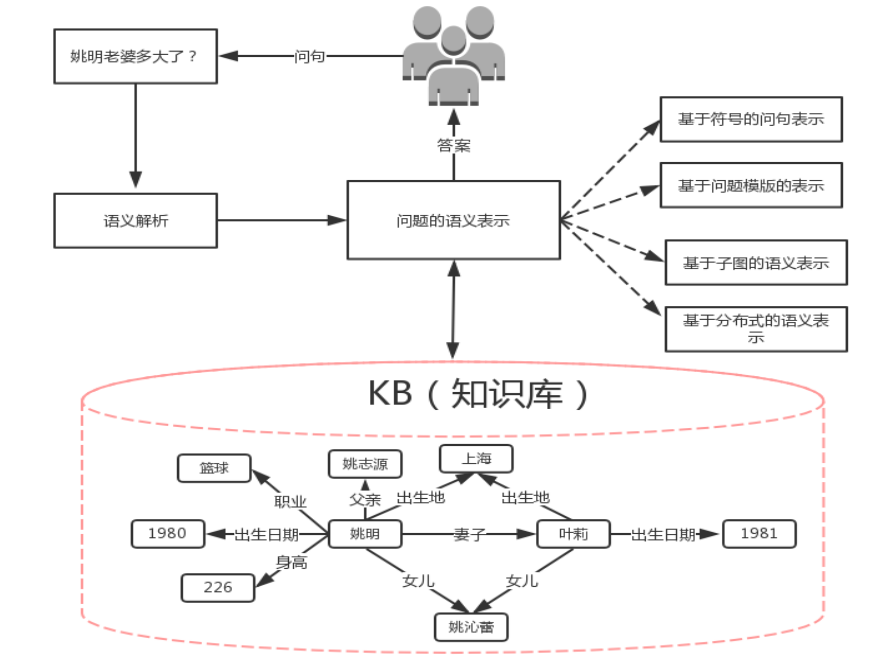 姚明老婆多大了？
问句
答案
基于符号的问句表示
基于问题模版的表示
语义解析
问题的语义表示
基于子图的语义表示
基于分布式的语义表
示
KB（知识库）
篮球
姚志源
上海
职业
父亲
出生地
出生地
1980
出生日期
姚明
妻子
叶莉
出生日期
1981
身高
226
女儿
女儿
姚沁蕾